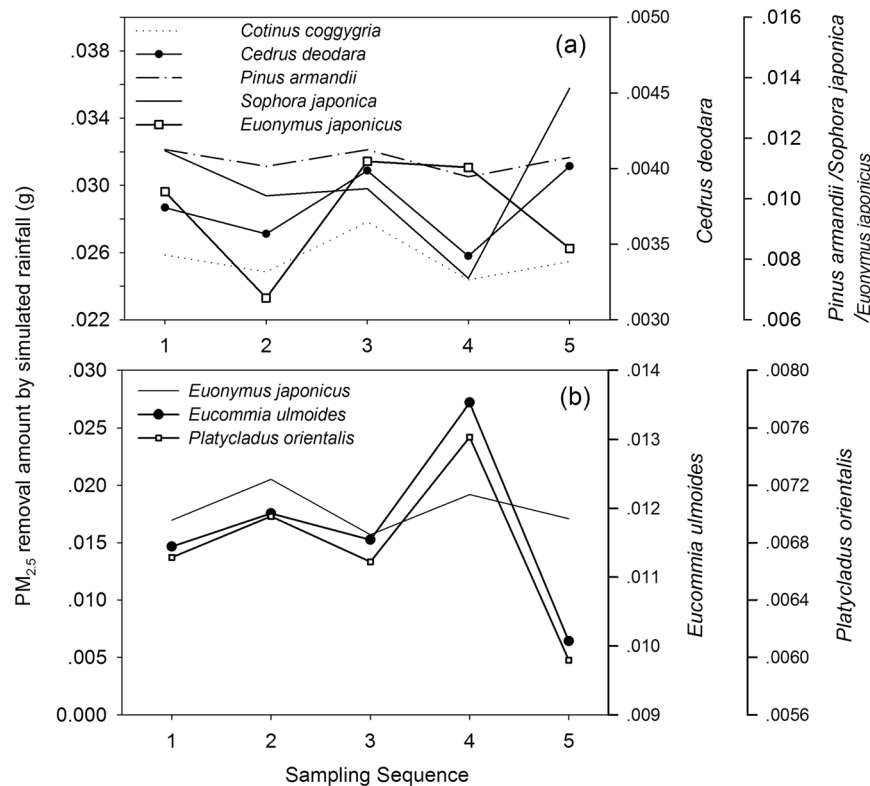 (a)
Cotinus coggygria
Cedrus deodara
Pinus armandii
Sophora japonica
Euonymus japonicus
.038
.034
.030
.026
.022
1 2 3 4 5
.0050
.0045
.0040
.0035
.0030
Cedrus deodara
.016
.014
.012
.010
.008
.006
Pinus armandii /Sophora japonica
/Euonymus iaponicus
PM2.5 removal amount by simulated rainfall (g)
(b)
Euonymus japonicus
Eucommia ulmoides
Platycladus orientalis
.030
.025
.020
.015
.010
.005
0.000
1 2 3 4 5
Sampling Sequence
.014
.013
.012
.011
.010
.009
Eucommia ulmoides
.0080
.0076
.0072
.0068
.0064
.0060
.0056
Platycladus orientalis